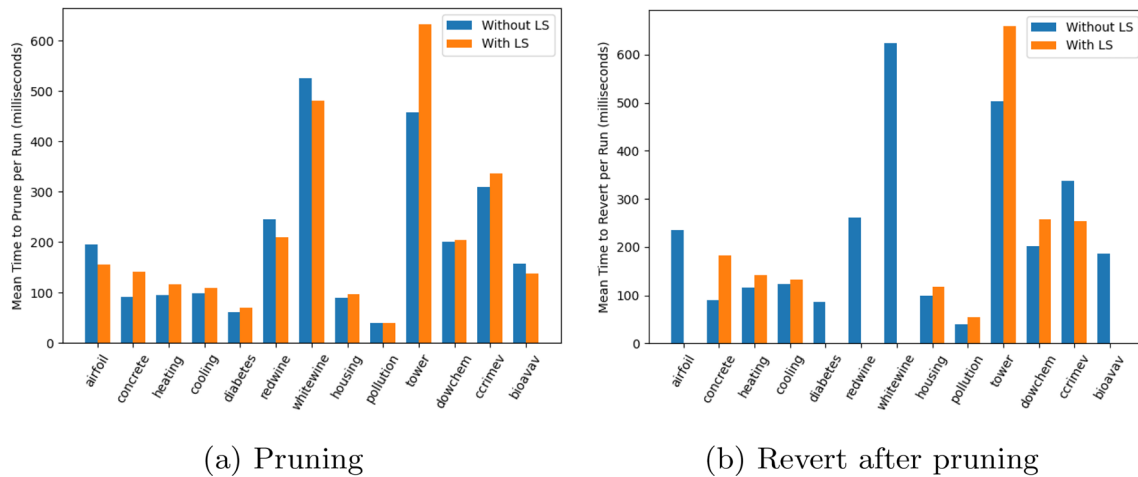 Mean Time to Prune per Run (milliseconds)
600
500
400
300
200
100
0
Without LS
With LS
airfoil
concrete
heating
cooling
diabetes
redwine
whitewine
housing
pollution
tower
dowchem
ccrimev
bioavav
(a) Pruning
Mean Time to Revert per Run (milliseconds)
600
500
400
300
200
100
0
Without LS
With LS
airfoil
concrete
heating
cooling
diabetes
redwine
whitewine
housing
pollution
tower
dowchem
ccrimev
bioavav
(b) Revert after pruning